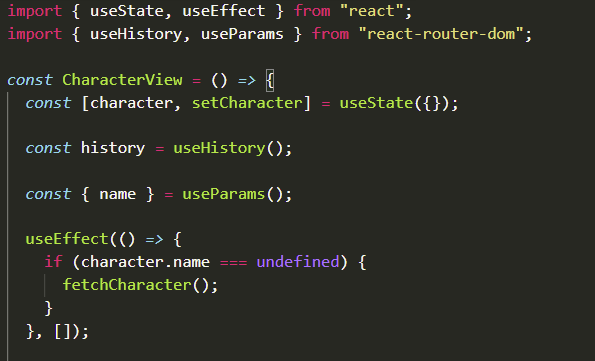 import { useState, useEffect } from "react";
import { useHistory, useParams } from "react-router-dom";
const CharacterView = () => {
const [character, setCharacter] = useState({});
const history = useHistory();
const { name } = useParams();
useEffect(() => {
if (character.name === undefined) {
fetchCharacter();
}
}, []);